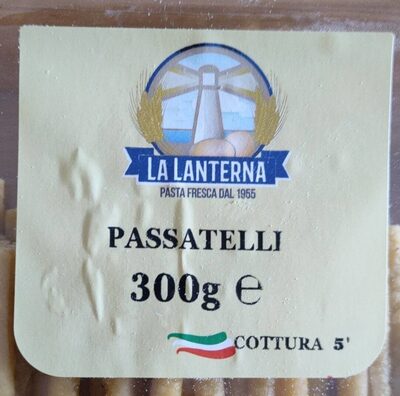 LA LANTERNA
PASTA FRESCA DAL 1955
PASSATELLI
300g ℮
COTTURA 5'